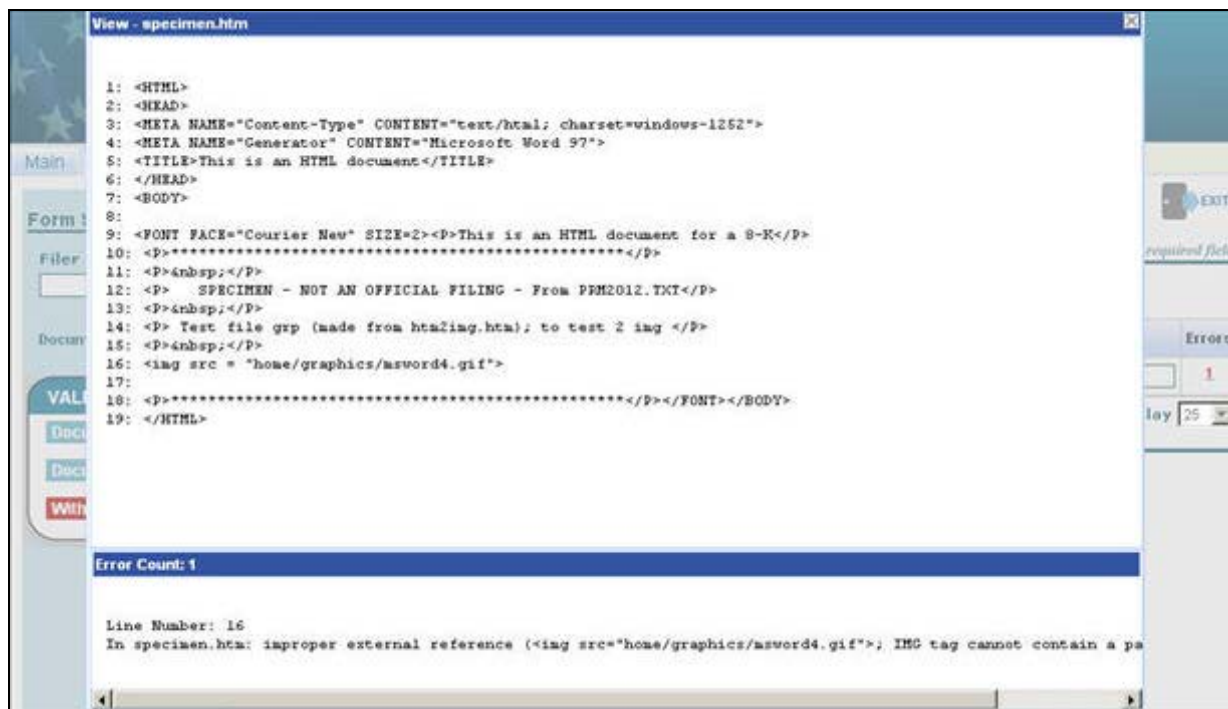 View - specimen.htm
1: <HTML>
2: <HEAD>
3: <META NAME="Content-Type" CONTENT="text/html; charset=windows-1252">
4: <META NAME="Generator" CONTENT="Microsoft Word 97">
5: <TITLE>This is an HTML document</TITLE>
6: </HEAD>
7: <BODY>
8:
9: <FONT FACE="Courier New" SIZE=2><P>This is an HTML document for a 8-K</P>
10: <P>**************************************************</P>
11: <P>&nbsp;</P>
12: <P>   SPECIMEN - NOT AN OFFICIAL FILING - From PRM2012.TXT</P>
13: <P>&nbsp;</P>
14: <P> Test file grp (made from htm2img.htm); to test 2 img </P>
15: <P>&nbsp;</P>
16: <img src = "home/graphics/msword4.gif">
17:
18: <P>**************************************************</P></FONT></BODY>
19: </HTML>
Main
Form S
Filer
Docum
VALI
Docu
Docu
With
EXIT
required field
Errors
1
lay 25
Error Count: 1
Line Number: 16
In specimen.htm: improper external reference (<img src="home/graphics/msword4.gif">; IMG tag cannot contain a pa